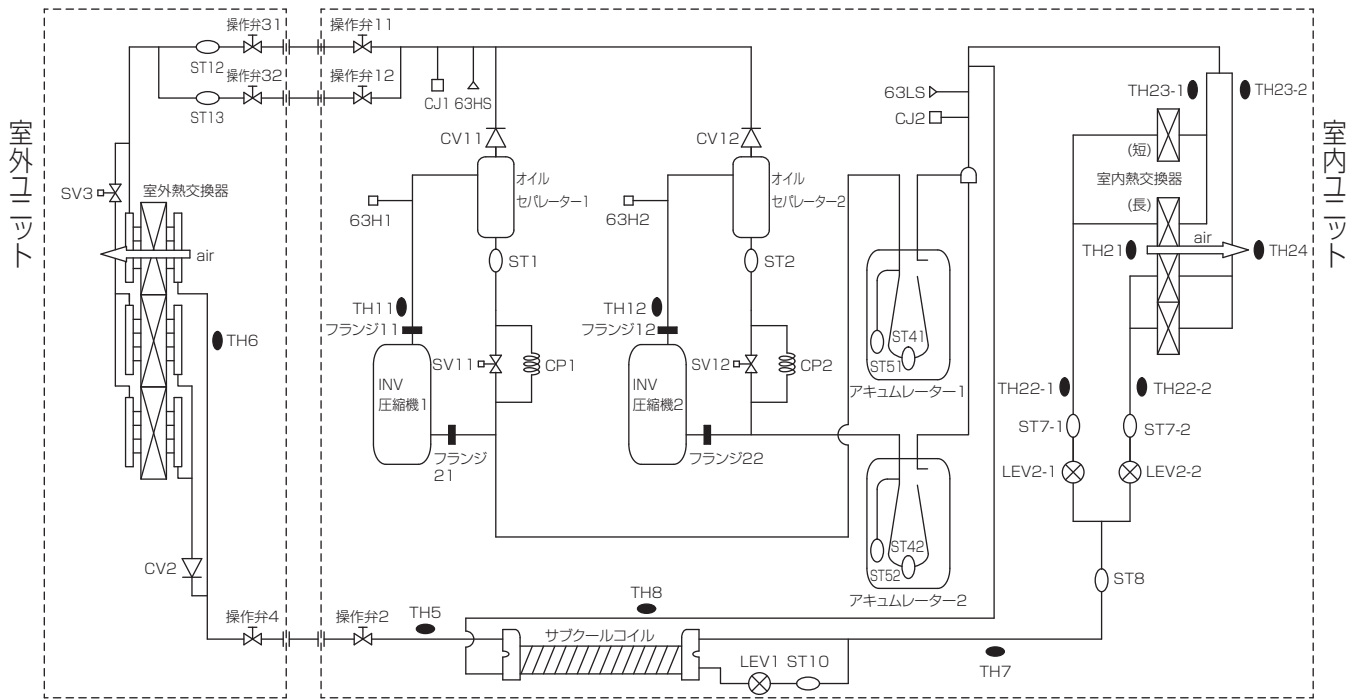 操作弁31
操作弁11
ST12
操作弁32
操作弁12
ST13
CJ1 63HS
63LS
CJ2
TH23-1
TH23-2
室外ユニット
室内ユニット
CV11
CV12
(短)
SV3
室外熱交換器
オイル
セパレーター1
オイル
セパレーター2
室内熱交換器
(長)
63H1
63H2
air
TH21
air
TH24
ST1
ST2
TH11
TH12
フランジ11
フランジ12
TH6
ST41
ST51
SV11
CP1
SV12
CP2
INV
圧縮機1
INV
圧縮機2
アキュムレーター1
TH22-1
TH22-2
ST7-1
ST7-2
フランジ
21
フランジ22
LEV2-1
LEV2-2
ST42
ST52
CV2
ST8
アキュムレーター2
操作弁4
操作弁2
TH5
TH8
サブクールコイル
LEV1 ST10
TH7